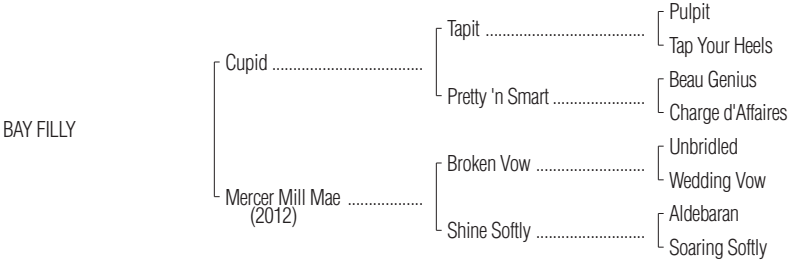 Pulpit
Tapit ......................................
Tap Your Heels
Cupid ....................................
Beau Genius
Pretty 'n Smart ......................
Charge d'Affaires
BAY FILLY
Unbridled
Broken Vow ..........................
Wedding Vow
Mercer Mill Mae ..................
(2012)
Aldebaran
Shine Softly ..........................
Soaring Softly